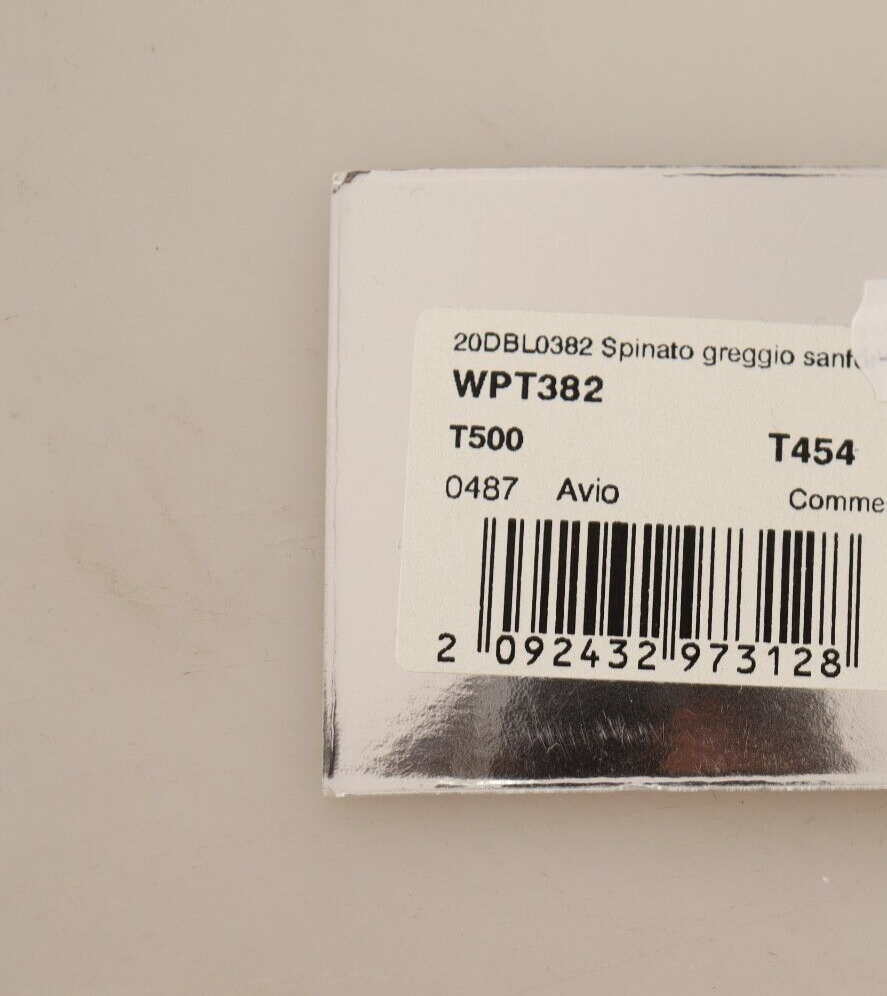 20DBL0382 Spinato greggio
WPT382
T500 T454
0487 Avio
2 092432 973128